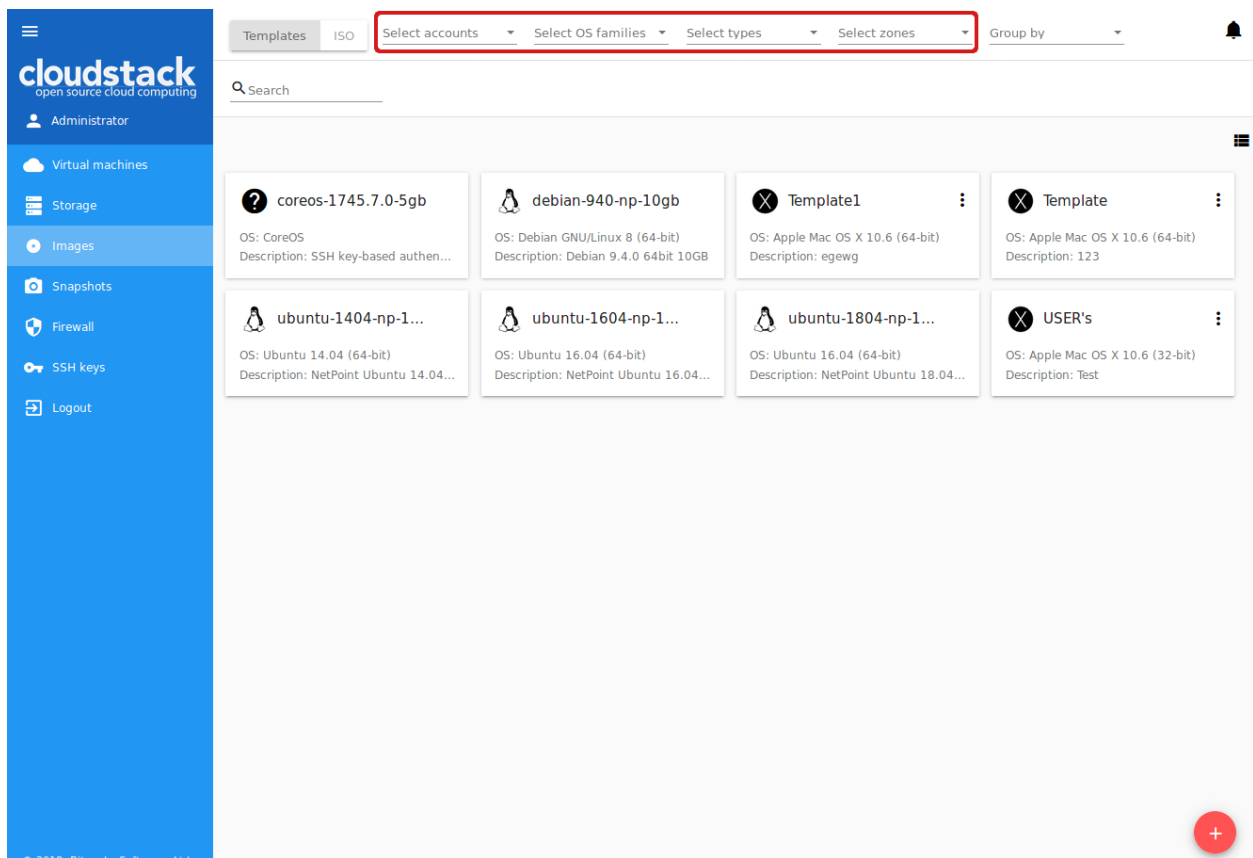 Templates ISO Select accounts Select OS families Select types Select zones Group by
cloudstack
open source cloud computing
Search
Administrator
Virtual machines
Storage
Images
Snapshots
Firewall
SSH keys
Logout
coreos-1745.7.0-5gb
OS: CoreOS
Description: SSH key-based authen...
debian-940-np-10gb
OS: Debian GNU/Linux 8 (64-bit)
Description: Debian 9.4.0 64bit 10GB
Template1
OS: Apple Mac OS X 10.6 (64-bit)
Description: egewg
Template
OS: Apple Mac OS X 10.6 (64-bit)
Description: 123
ubuntu-1404-np-1...
OS: Ubuntu 14.04 (64-bit)
Description: NetPoint Ubuntu 14.04...
ubuntu-1604-np-1...
OS: Ubuntu 16.04 (64-bit)
Description: NetPoint Ubuntu 16.04...
ubuntu-1804-np-1...
OS: Ubuntu 16.04 (64-bit)
Description: NetPoint Ubuntu 18.04...
USER's
OS: Apple Mac OS X 10.6 (32-bit)
Description: Test